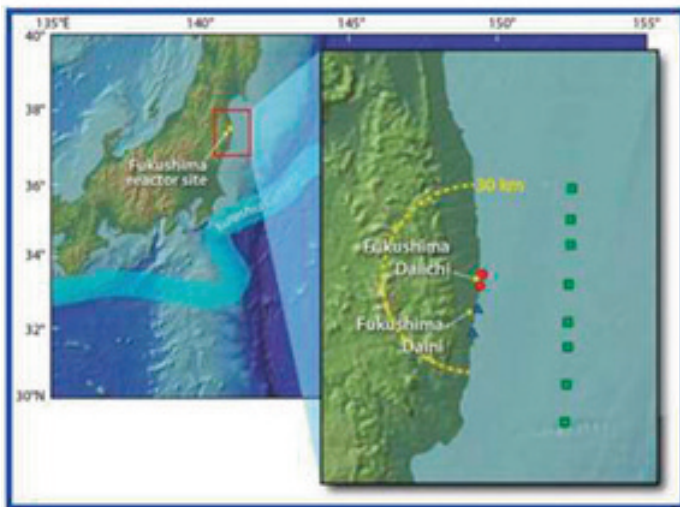 135°E 140° 145° 150° 155°
40°
38°
36°
34°
32°
30°N
Fukushima
reactor site
30 km
Fukushima
Daiichi
Fukushima
Daini